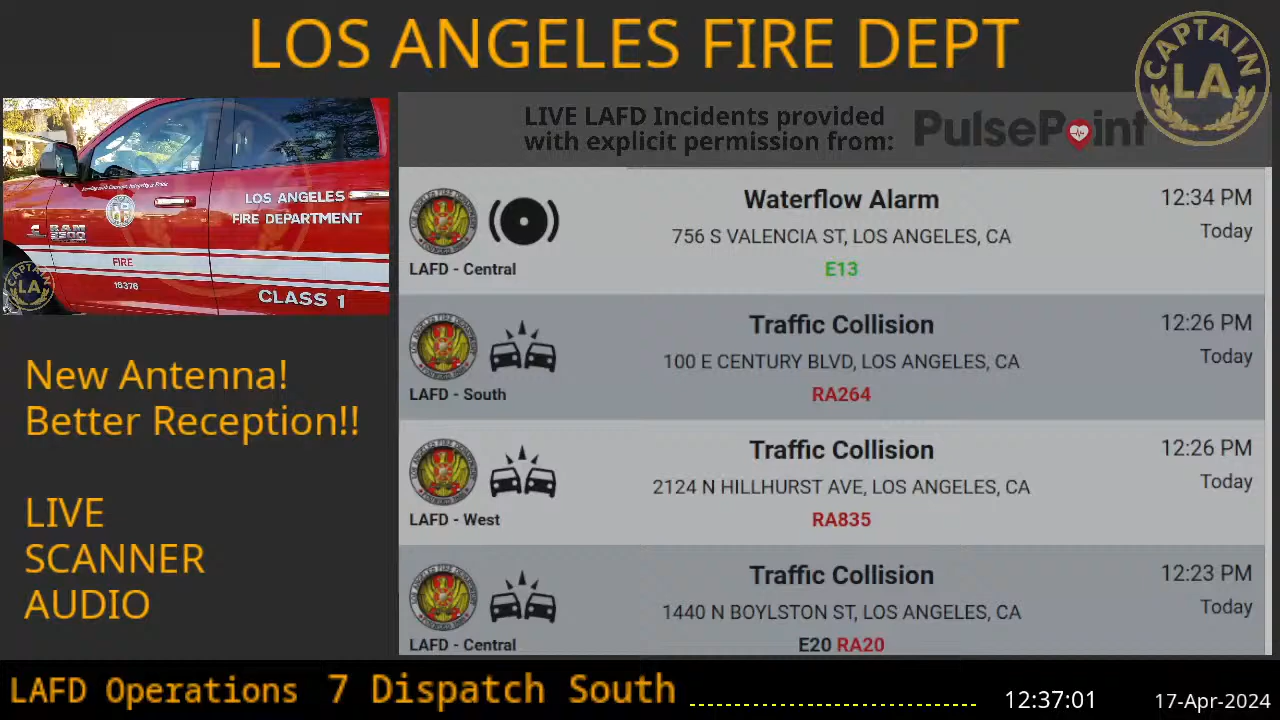 LOS ANGELES FIRE DEPT
CAPTAIN
LA
LIVE LAFD Incidents provided
with explicit permission from:
PulsePoint
LOS ANGELES
FIRE DEPARTMENT
RAM
FIRE
CLASS 1
CAPTAIN
LA
Waterflow Alarm
12:34 PM
756 S VALENCIA ST, LOS ANGELES, CA
Today
LAFD - Central
E13
Traffic Collision
12:26 PM
100 E CENTURY BLVD, LOS ANGELES, CA
Today
LAFD - South
RA264
Traffic Collision
12:26 PM
2124 N HILLHURST AVE, LOS ANGELES, CA
Today
LAFD - West
RA835
Traffic Collision
12:23 PM
1440 N BOYLSTON ST, LOS ANGELES, CA
Today
LAFD - Central
E20 RA20
New Antenna!
Better Reception!!
LIVE
SCANNER
AUDIO
LAFD Operations 7 Dispatch South
12:37:01
17-Apr-2024